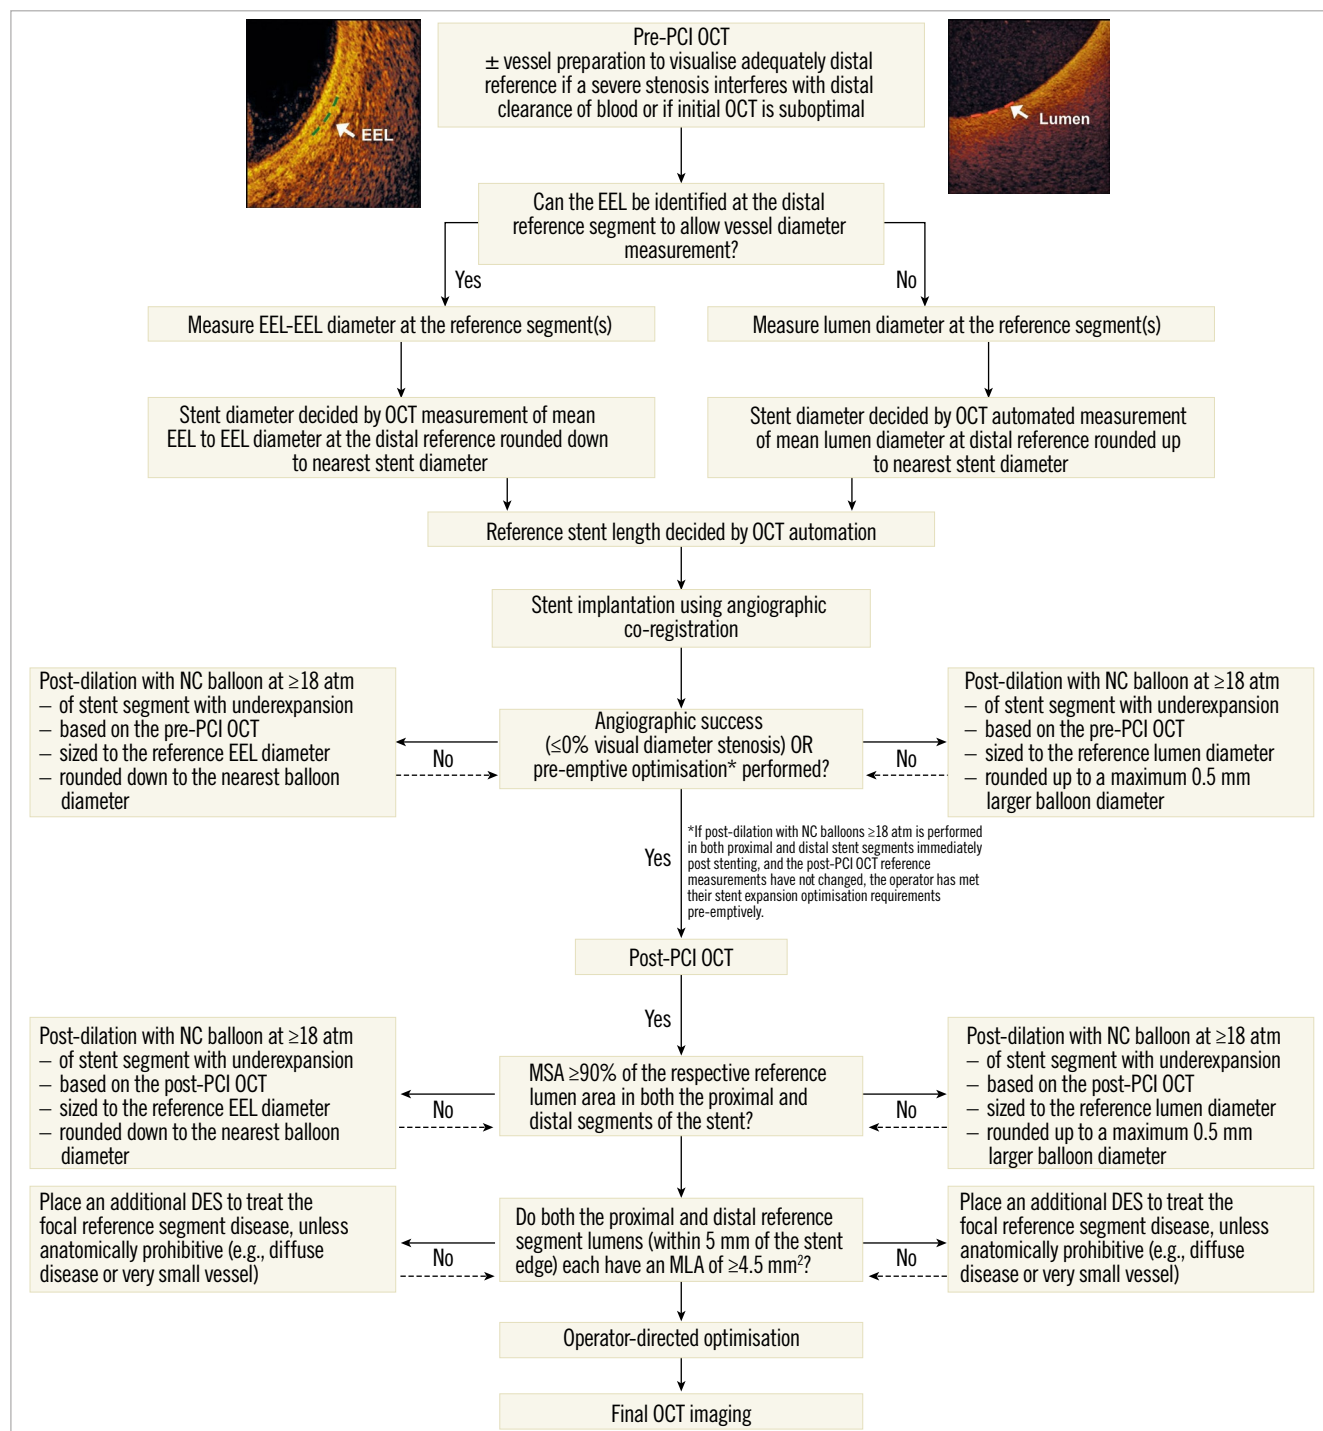 Pre-PCI OCT
± vessel preparation to visualise adequately distal
reference if a severe stenosis interferes with distal
clearance of blood or if initial OCT is suboptimal
EEL
Lumen
Can the EEL be identified at the distal
reference segment to allow vessel diameter
measurement?
Yes
No
Measure EEL-EEL diameter at the reference segment(s)
Measure lumen diameter at the reference segment(s)
Stent diameter decided by OCT measurement of mean
EEL to EEL diameter at the distal reference rounded down
to nearest stent diameter
Stent diameter decided by OCT automated measurement
of mean lumen diameter at distal reference rounded up
to nearest stent diameter
Reference stent length decided by OCT automation
Stent implantation using angiographic
co-registration
Post-dilation with NC balloon at ≥18 atm
– of stent segment with underexpansion
– based on the pre-PCI OCT
– sized to the reference EEL diameter
– rounded down to the nearest balloon
diameter
No
Angiographic success
(≤0% visual diameter stenosis) OR
pre-emptive optimisation* performed?
No
Post-dilation with NC balloon at ≥18 atm
– of stent segment with underexpansion
– based on the pre-PCI OCT
– sized to the reference lumen diameter
– rounded up to a maximum 0.5 mm
larger balloon diameter
Yes
*If post-dilation with NC balloons ≥18 atm is performed
in both proximal and distal stent segments immediately
post stenting, and the post-PCI OCT reference
measurements have not changed, the operator has met
their stent expansion optimisation requirements
pre-emptively.
Post-PCI OCT
Yes
Post-dilation with NC balloon at ≥18 atm
– of stent segment with underexpansion
– based on the post-PCI OCT
– sized to the reference EEL diameter
– rounded down to the nearest balloon
diameter
No
MSA ≥90% of the respective reference
lumen area in both the proximal and
distal segments of the stent?
No
Post-dilation with NC balloon at ≥18 atm
– of stent segment with underexpansion
– based on the post-PCI OCT
– sized to the reference lumen diameter
– rounded up to a maximum 0.5 mm
larger balloon diameter
Place an additional DES to treat the
focal reference segment disease, unless
anatomically prohibitive (e.g., diffuse
disease or very small vessel)
No
Do both the proximal and distal reference
segment lumens (within 5 mm of the stent
edge) each have an MLA of ≥4.5 mm²?
No
Place an additional DES to treat the
focal reference segment disease, unless
anatomically prohibitive (e.g., diffuse
disease or very small vessel)
Operator-directed optimisation
Final OCT imaging